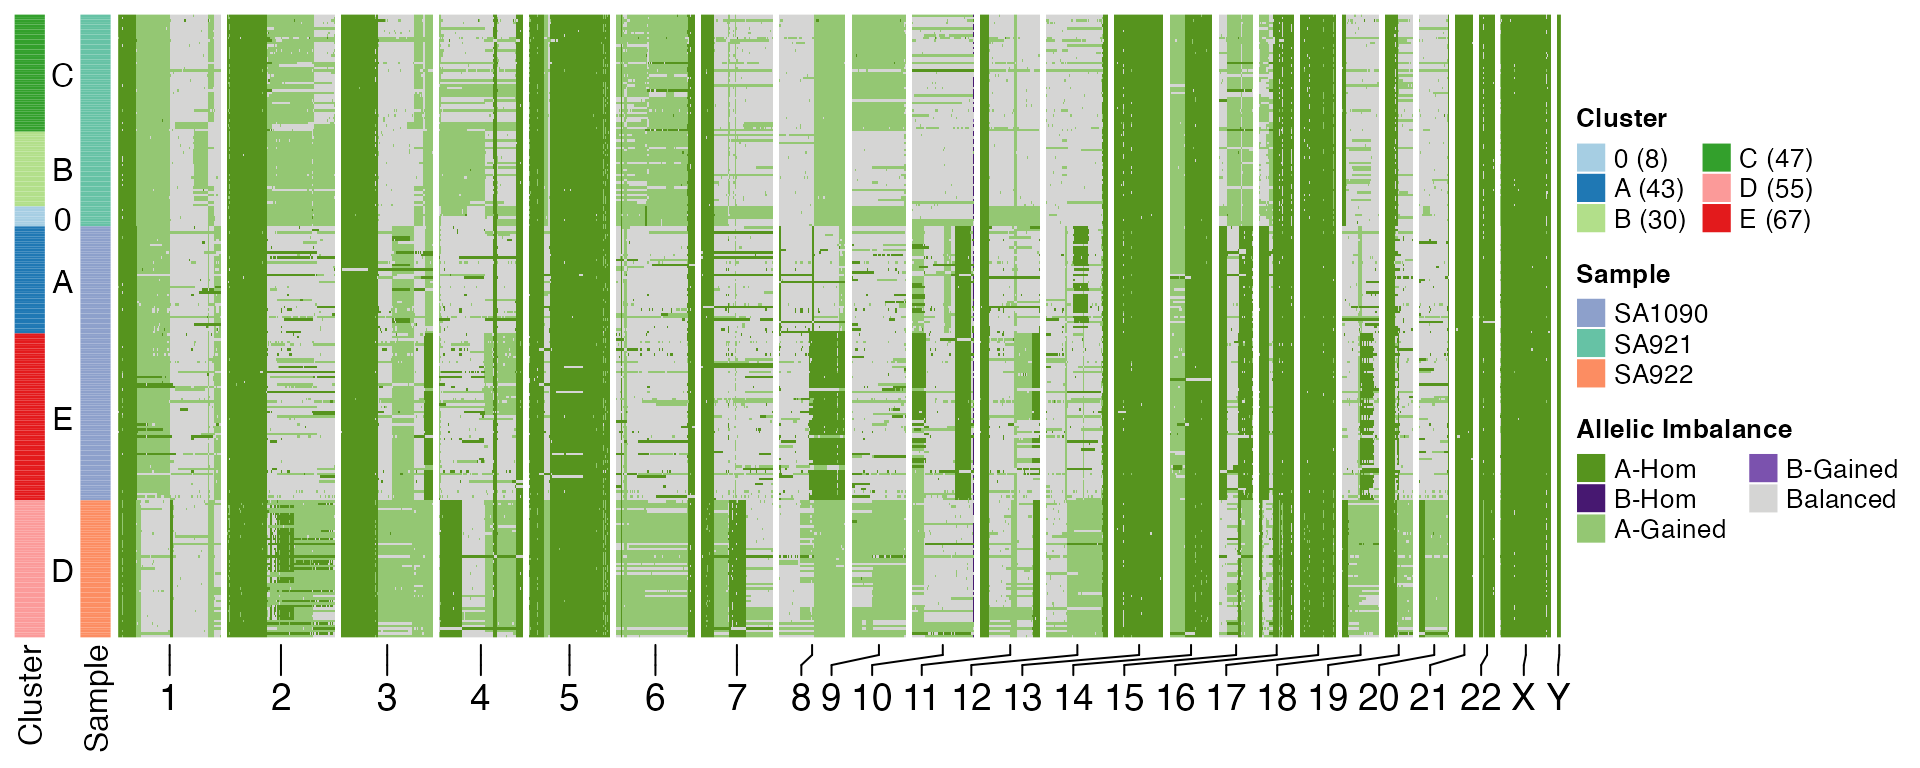 C
B
0
A
E
D
Cluster
Sample
1 2 3 4 5 6 7 8 9 10 11 12 13 14 15 16 17 18 19 20 21 22 X Y
Cluster
0 (8) C (47)
A (43) D (55)
B (30) E (67)
Sample
SA1090
SA921
SA922
Allelic Imbalance
A-Hom B-Gained
B-Hom Balanced
A-Gained